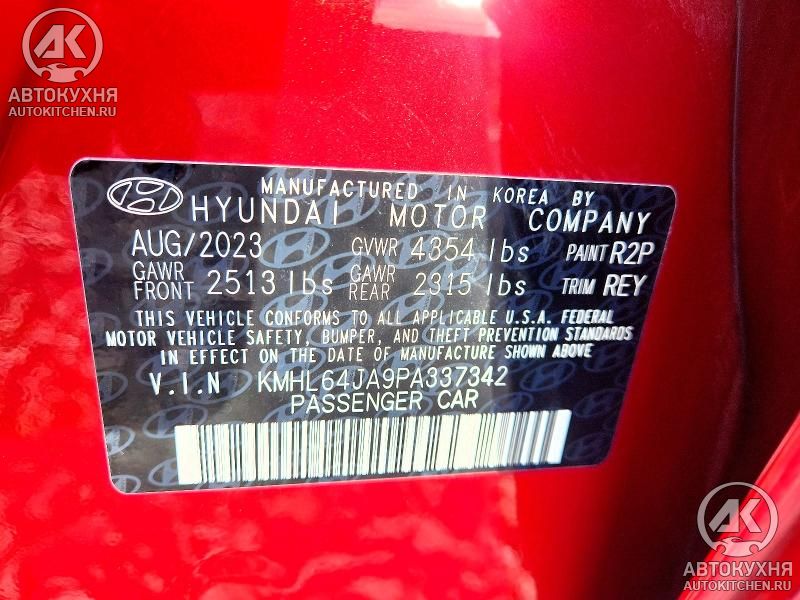 AK
АВТОКУХНЯ
AUTOKITCHEN.RU
MANUFACTURED IN KOREA BY
HYUNDAI MOTOR COMPANY
AUG/2023 GVWR 4354 lbs PAINT R2P
GAWR FRONT 2513 lbs GAWR REAR 2315 lbs TRIM REY
THIS VEHICLE CONFORMS TO ALL APPLICABLE U.S.A. FEDERAL
MOTOR VEHICLE SAFETY, BUMPER, AND THEFT PREVENTION STANDARDS
IN EFFECT ON THE DATE OF MANUFACTURE SHOWN ABOVE
V.I.N KMHL64JA9PA337342
PASSENGER CAR
AK
АВТОКУХНЯ
AUTOKITCHEN.RU